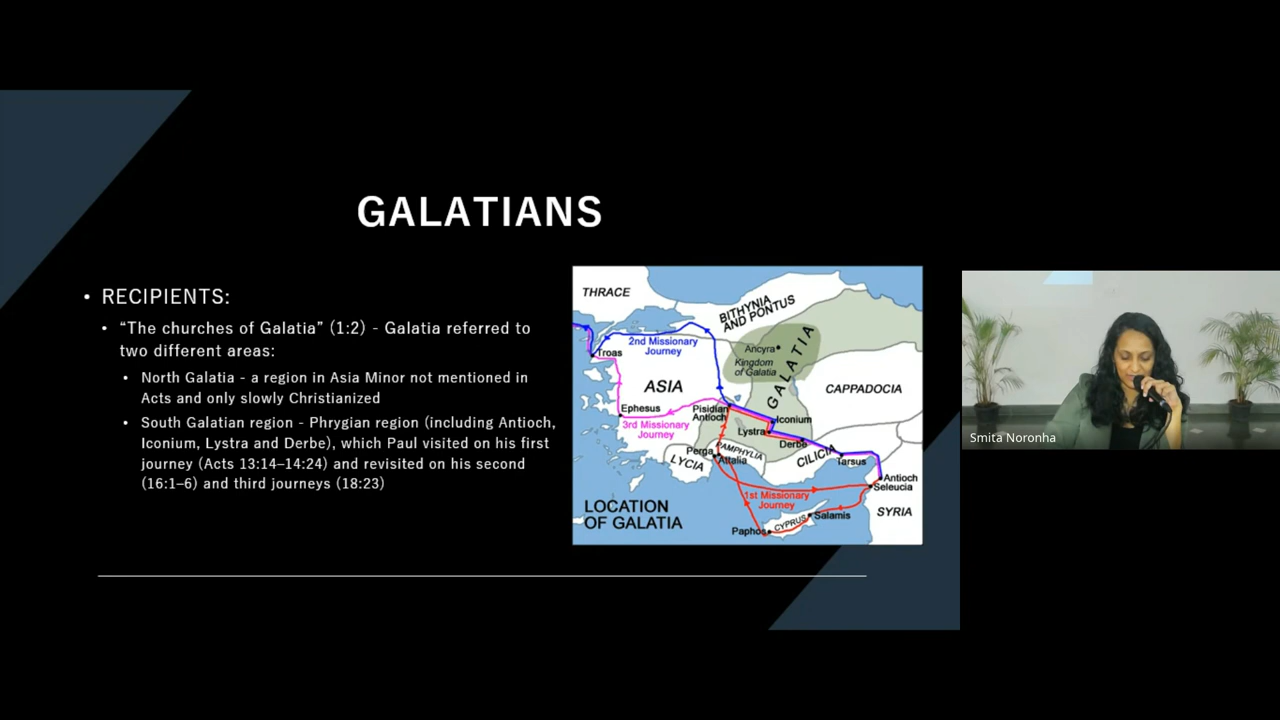 GALATIANS
• RECIPIENTS:
• “The churches of Galatia” (1:2) - Galatia referred to
two different areas:
• North Galatia - a region in Asia Minor not mentioned in
Acts and only slowly Christianized
• South Galatian region - Phrygian region (including Antioch,
Iconium, Lystra and Derbe), which Paul visited on his first
journey (Acts 13:14–14:24) and revisited on his second
(16:1–6) and third journeys (18:23)
THRACE
BITHYNIA
AND PONTUS
2nd Missionary
Journey
Troas
Ancyra
Kingdom
of Galatia
GALATIA
ASIA
CAPPADOCIA
Ephesus
Pisidian
Antioch
3rd Missionary
Journey
Iconium
Lystra
Derbe
Perga
PAMPHYLIA
Attalia
LYCIA
CILICIA
Tarsus
Antioch
Seleucia
1st Missionary
Journey
LOCATION
OF GALATIA
Paphos
CYPRUS
Salamis
SYRIA
Smita Noronha